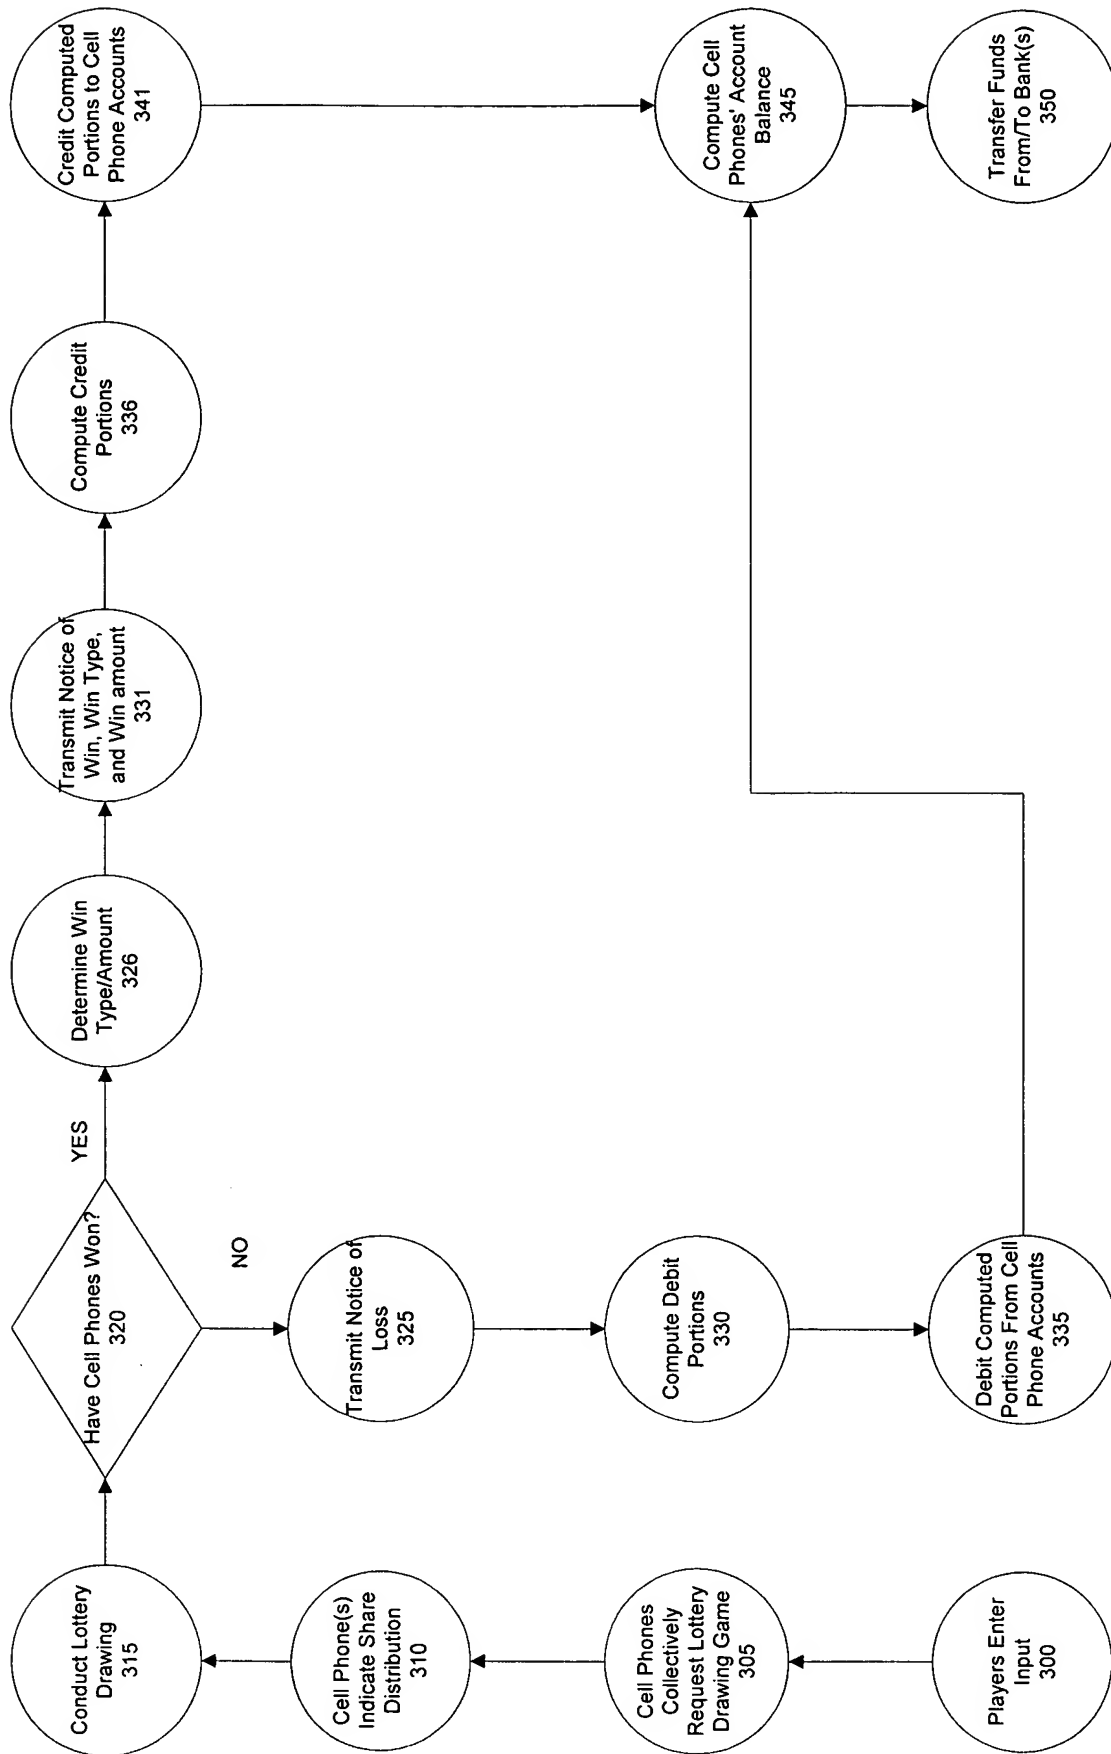 Players Enter
Input
300
Cell Phones
Collectively
Request Lottery
Drawing Game
305
Cell Phone(s)
Indicate Share
Distribution
310
Conduct Lottery
Drawing
315
Have Cell Phones Won?
320
YES
NO
Transmit Notice of
Loss
325
Compute Debit
Portions
330
Debit Computed
Portions From Cell
Phone Accounts
335
Determine Win
Type/Amount
326
Transmit Notice of
Win, Win Type,
and Win amount
331
Compute Credit
Portions
336
Credit Computed
Portions to Cell
Phone Accounts
341
Compute Cell
Phones' Account
Balance
345
Transfer Funds
From/To Bank(s)
350